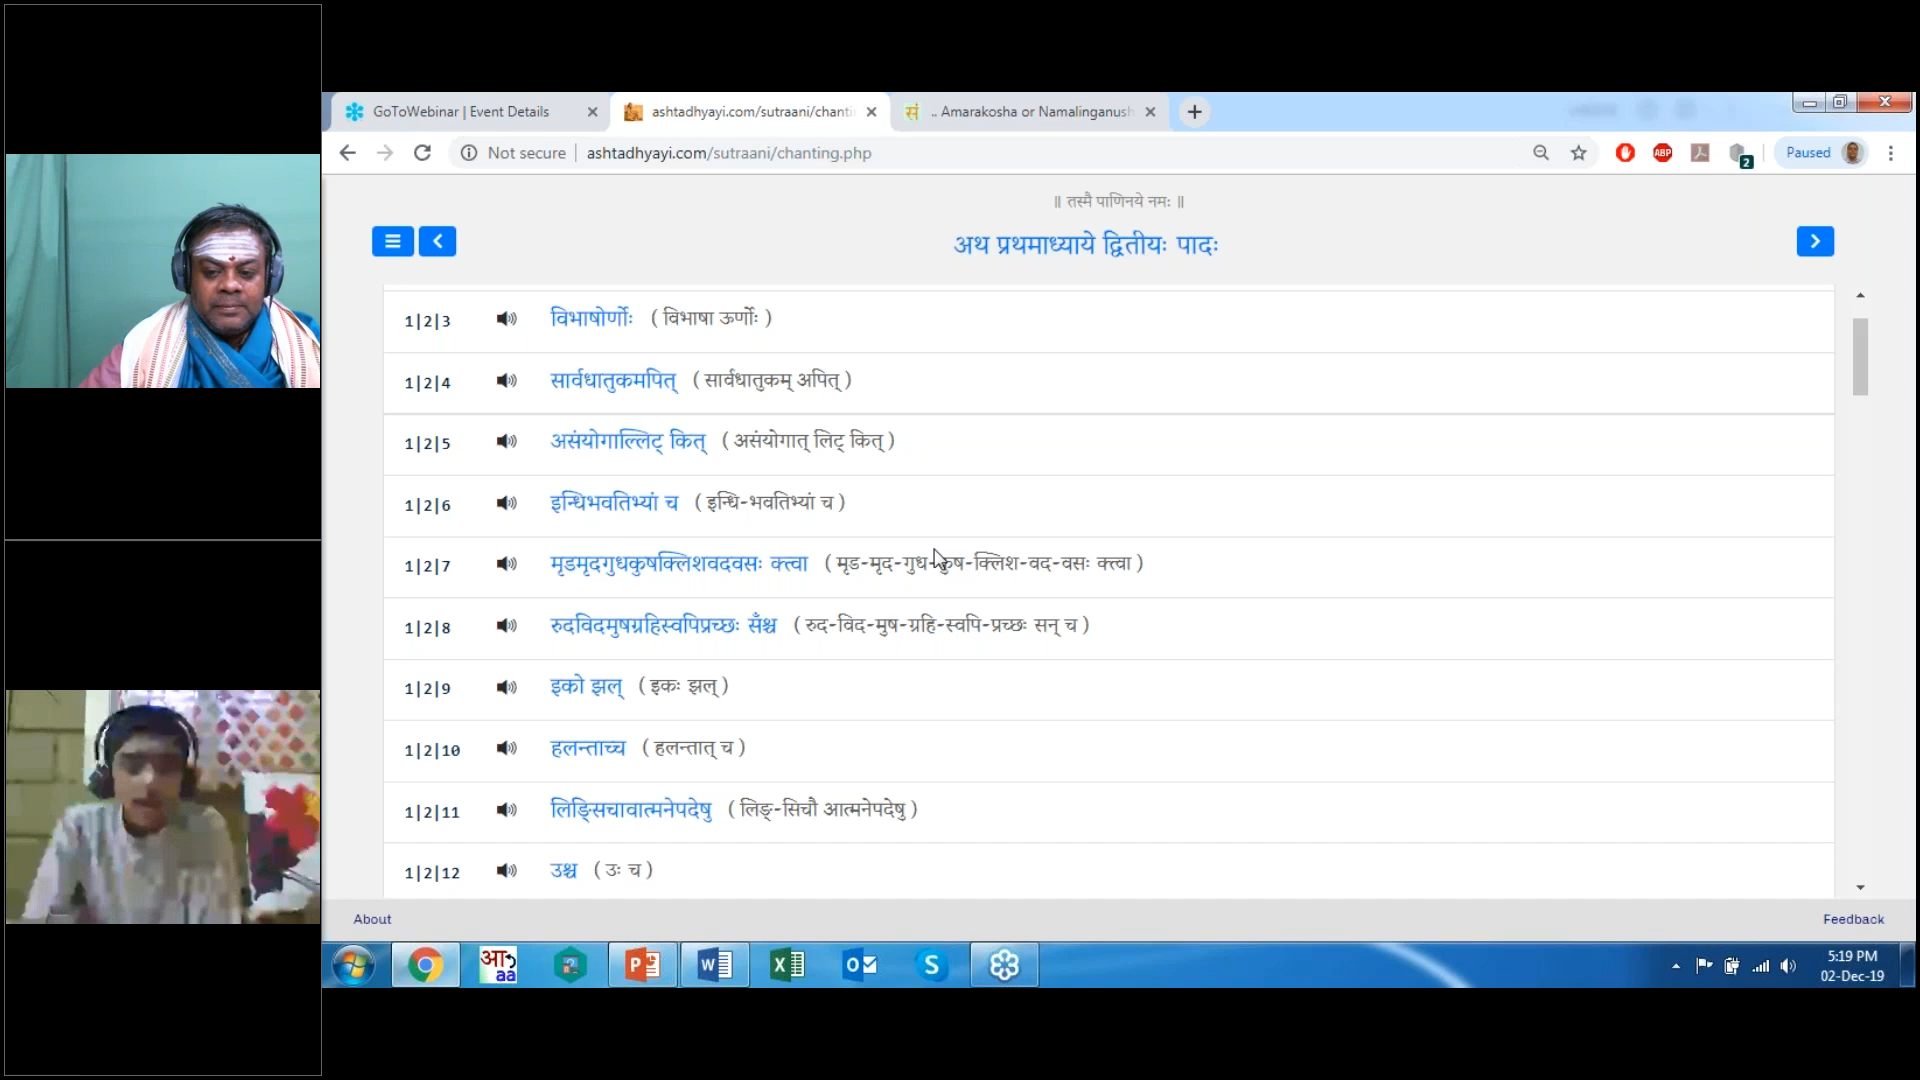 GoToWebinar | Event Details
ashtadhyayi.com/sutraani/chanti
.. Amarakosha or Namalinganush
Not secure
ashtadhyayi.com/sutraani/chanting.php
ABP
2
Paused
॥ तस्मै पाणिनये नमः ॥
अथ प्रथमाध्याये द्वितीयः पादः
1|2|3 विभाषोर्णोः ( विभाषा ऊर्णोः )
1|2|4 सार्वधातुकमपित् ( सार्वधातुकम् अपित् )
1|2|5 असंयोगाल्लिट् कित् ( असंयोगात् लिट् कित् )
1|2|6 इन्धिभवतिभ्यां च ( इन्धि-भवतिभ्यां च )
1|2|7 मृडमृदगुधकुषक्लिशवदवसः क्त्वा ( मृड-मृद-गुध-कुष-क्लिश-वद-वसः क्त्वा )
1|2|8 रुदविदमुषग्रहिस्वपिप्रच्छः सँश्च ( रुद-विद-मुष-ग्रहि-स्वपि-प्रच्छः सन् च )
1|2|9 इको झल् ( इकः झल् )
1|2|10 हलन्ताच्च ( हलन्तात् च )
1|2|11 लिङ्सिचावात्मनेपदेषु ( लिङ्-सिचौ आत्मनेपदेषु )
1|2|12 उश्च ( उः च )
About
Feedback
5:19 PM
02-Dec-19